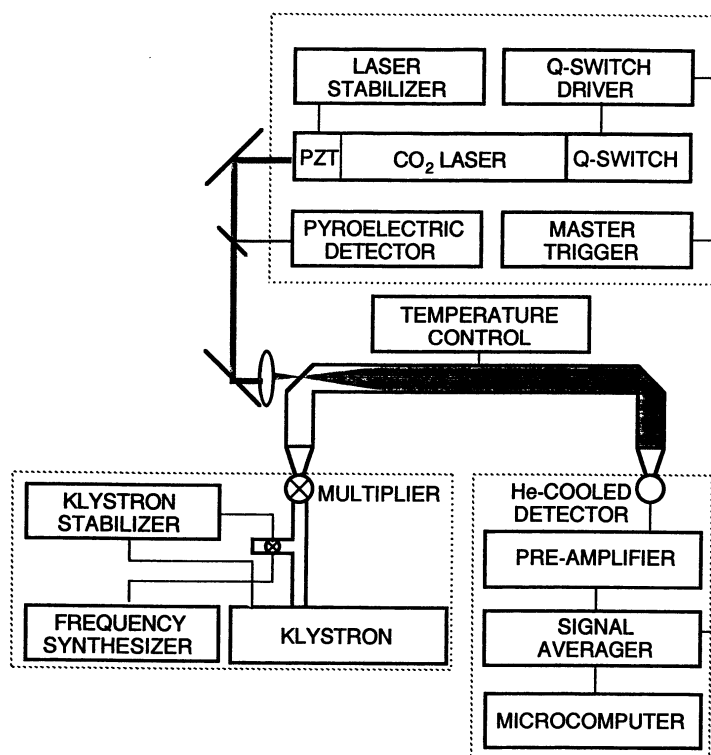 LASER
STABILIZER
Q-SWITCH
DRIVER
PZT
CO₂ LASER
Q-SWITCH
PYROELECTRIC
DETECTOR
MASTER
TRIGGER
TEMPERATURE
CONTROL
MULTIPLIER
KLYSTRON
STABILIZER
FREQUENCY
SYNTHESIZER
KLYSTRON
He-COOLED
DETECTOR
PRE-AMPLIFIER
SIGNAL
AVERAGER
MICROCOMPUTER